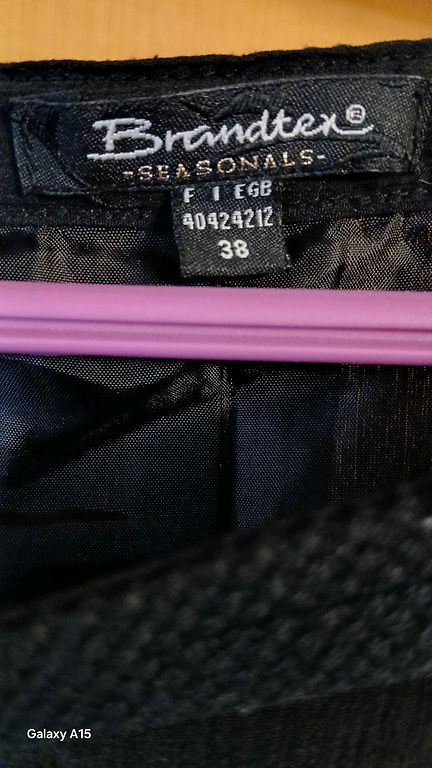 Brandtex®
-SEASONALS-
F I EGB
40424212
38
Galaxy A15